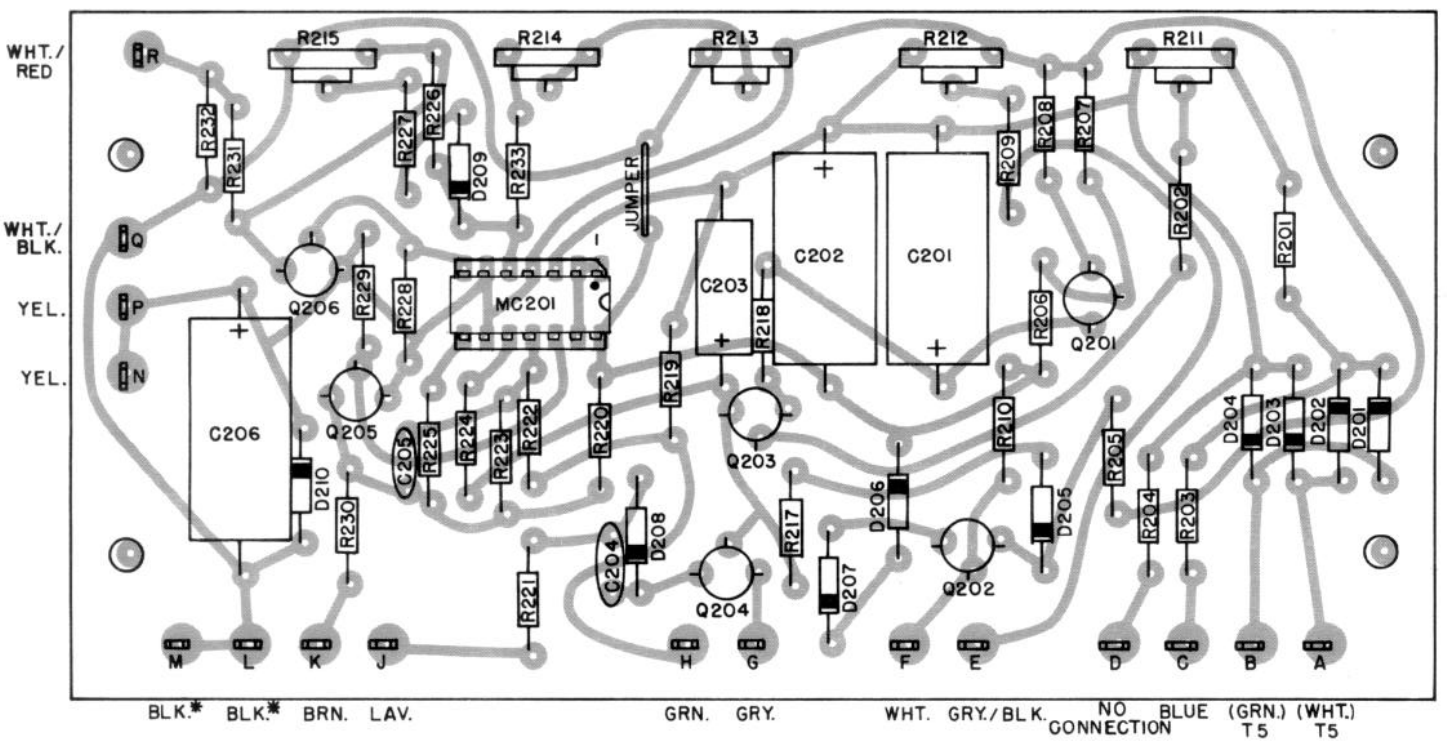 R215 R214 R213 R212 R211
WHT./
RED
R
R232 R231 R227 R226 D209 R233 JUMPER R209 R208 R207 R202 R201
WHT./
BLK.
Q
+ + 
C203 C202 C201
Q206 R229 R228 MC201 R218 R206 Q201
YEL. P
+ + +
YEL. N
R219
C206 Q205 R225 R224 R223 R222 R220 Q203 R210 D204 D203 D202 D201
C205 R205
D210 R230 D208 R217 D206 D205 R204 R203
C204
R221 Q204 D207 Q202
M L K J H G F E D C B A
BLK.* BLK.* BRN. LAV. GRN. GRY. WHT. GRY./BLK. NO BLUE (GRN.) (WHT.)
CONNECTION T5 T5